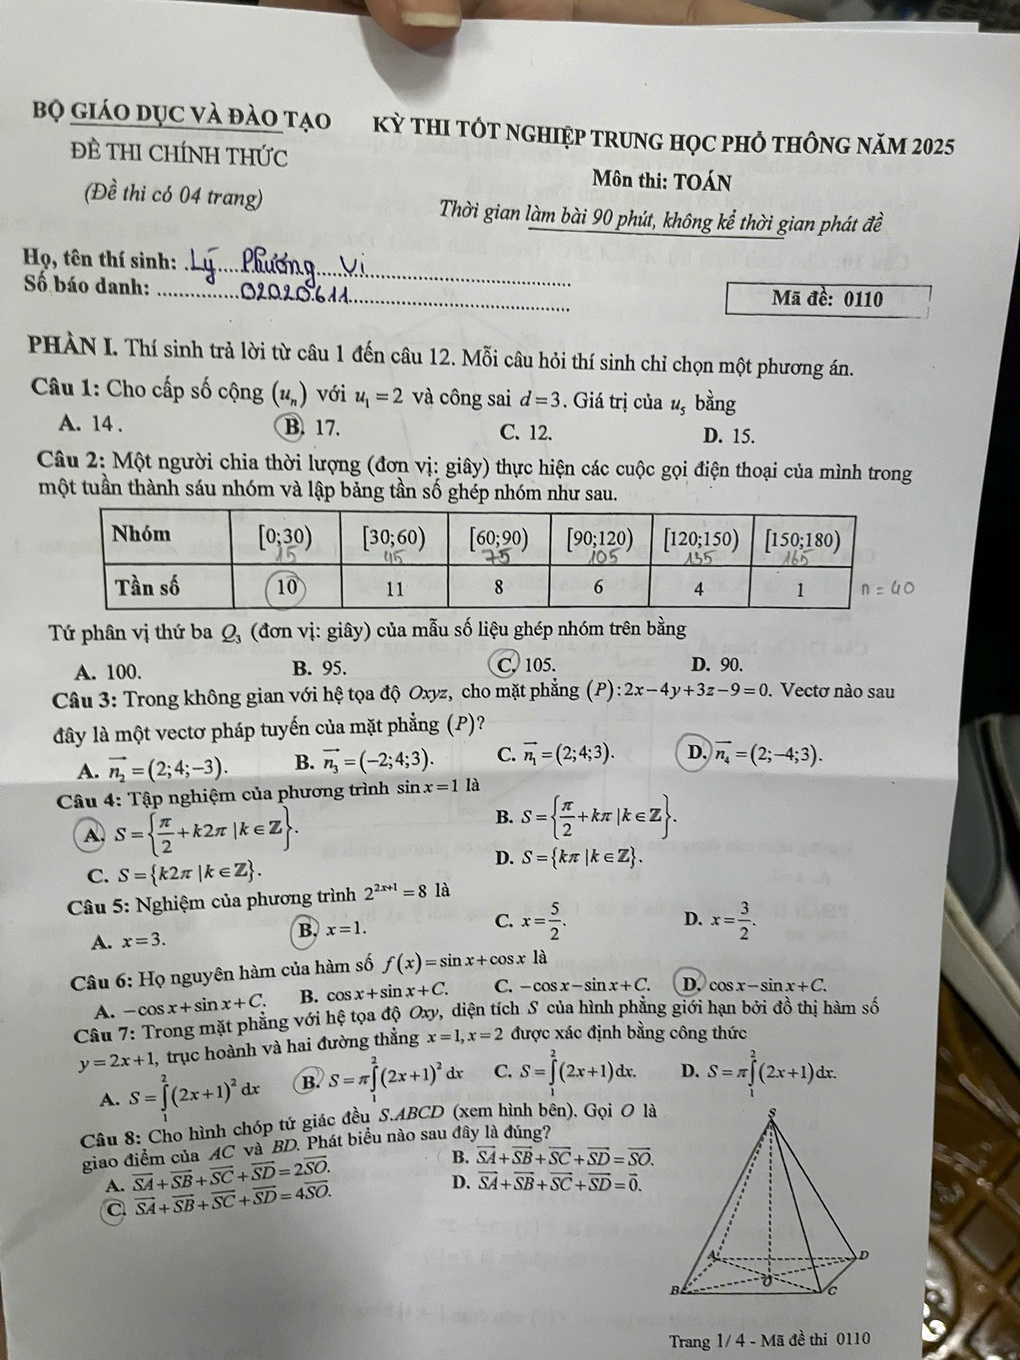 BỘ GIÁO DỤC VÀ ĐÀO TẠO
ĐỀ THI CHÍNH THỨC
(Đề thi có 04 trang)
KỲ THI TỐT NGHIỆP TRUNG HỌC PHỔ THÔNG NĂM 2025
Môn thi: TOÁN
Thời gian làm bài 90 phút, không kể thời gian phát đề
Họ, tên thí sinh: Lý Phương Vi
Số báo danh: 02020611
Mã đề: 0110
PHẦN I. Thí sinh trả lời từ câu 1 đến câu 12. Mỗi câu hỏi thí sinh chỉ chọn một phương án.
Câu 1: Cho cấp số cộng (uₙ) với u₁ = 2 và công sai d = 3. Giá trị của u₅ bằng
A. 14. B. 17. C. 12. D. 15.
Câu 2: Một người chia thời lượng (đơn vị: giây) thực hiện các cuộc gọi điện thoại của mình trong
một tuần thành sáu nhóm và lập bảng tần số ghép nhóm như sau.
Nhóm [0;30) [30;60) [60;90) [90;120) [120;150) [150;180)
15 45 75 105 135 165
Tần số 10 11 8 6 4 1 n = 40
Tứ phân vị thứ ba Q₃ (đơn vị: giây) của mẫu số liệu ghép nhóm trên bằng
A. 100. B. 95. C. 105. D. 90.
Câu 3: Trong không gian với hệ tọa độ Oxyz, cho mặt phẳng (P): 2x−4y+3z−9=0. Vectơ nào sau
đây là một vectơ pháp tuyến của mặt phẳng (P)?
A. n₂⃗ = (2;4;−3). B. n₃⃗ = (−2;4;3). C. n₁⃗ = (2;4;3). D. n₄⃗ = (2;−4;3).
Câu 4: Tập nghiệm của phương trình sin x = 1 là
A. S = {π/2 + k2π | k ∈ ℤ}. B. S = {π/2 + kπ | k ∈ ℤ}.
C. S = {k2π | k ∈ ℤ}. D. S = {kπ | k ∈ ℤ}.
Câu 5: Nghiệm của phương trình 2²ˣ⁺¹ = 8 là
A. x = 3. B. x = 1. C. x = 5/2. D. x = 3/2.
Câu 6: Họ nguyên hàm của hàm số f(x) = sin x + cos x là
A. −cos x + sin x + C. B. cos x + sin x + C. C. −cos x − sin x + C. D. cos x − sin x + C.
Câu 7: Trong mặt phẳng với hệ tọa độ Oxy, diện tích S của hình phẳng giới hạn bởi đồ thị hàm số
y = 2x+1, trục hoành và hai đường thẳng x = 1, x = 2 được xác định bằng công thức
A. S = ∫₁²(2x+1)² dx B. S = π∫₁²(2x+1)² dx C. S = ∫₁²(2x+1)dx. D. S = π∫₁²(2x+1)dx.
Câu 8: Cho hình chóp tứ giác đều S.ABCD (xem hình bên). Gọi O là
giao điểm của AC và BD. Phát biểu nào sau đây là đúng?
A. SA⃗ + SB⃗ + SC⃗ + SD⃗ = 2SO⃗. B. SA⃗ + SB⃗ + SC⃗ + SD⃗ = SO⃗.
C. SA⃗ + SB⃗ + SC⃗ + SD⃗ = 4SO⃗. D. SA⃗ + SB⃗ + SC⃗ + SD⃗ = 0⃗.
S
A D
O
B C
Trang 1/ 4 - Mã đề thi 0110